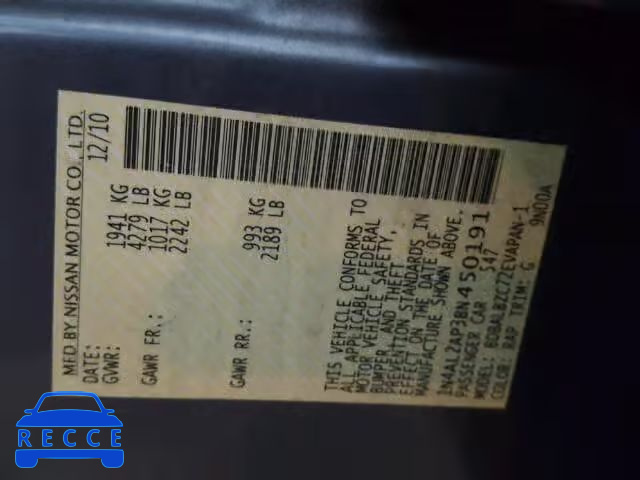 MFD BY NISSAN MOTOR CO., LTD.
DATE: 12/10
GVWR: 1941 KG
4279 LB
GAWR FR: 1017 KG
2242 LB
GAWR RR: 993 KG
2189 LB
THIS VEHICLE CONFORMS TO
ALL APPLICABLE FEDERAL
MOTOR VEHICLE SAFETY,
BUMPER, AND THEFT
PREVENTION STANDARDS IN
EFFECT ON THE DATE OF
MANUFACTURE SHOWN ABOVE.
1N4AL2AP3BN450191
PASSENGER CAR 547
MODEL: BDBALBZC7ZEVAPAN-1
COLOR: RAP TRIM: G 9N00A
RECCE